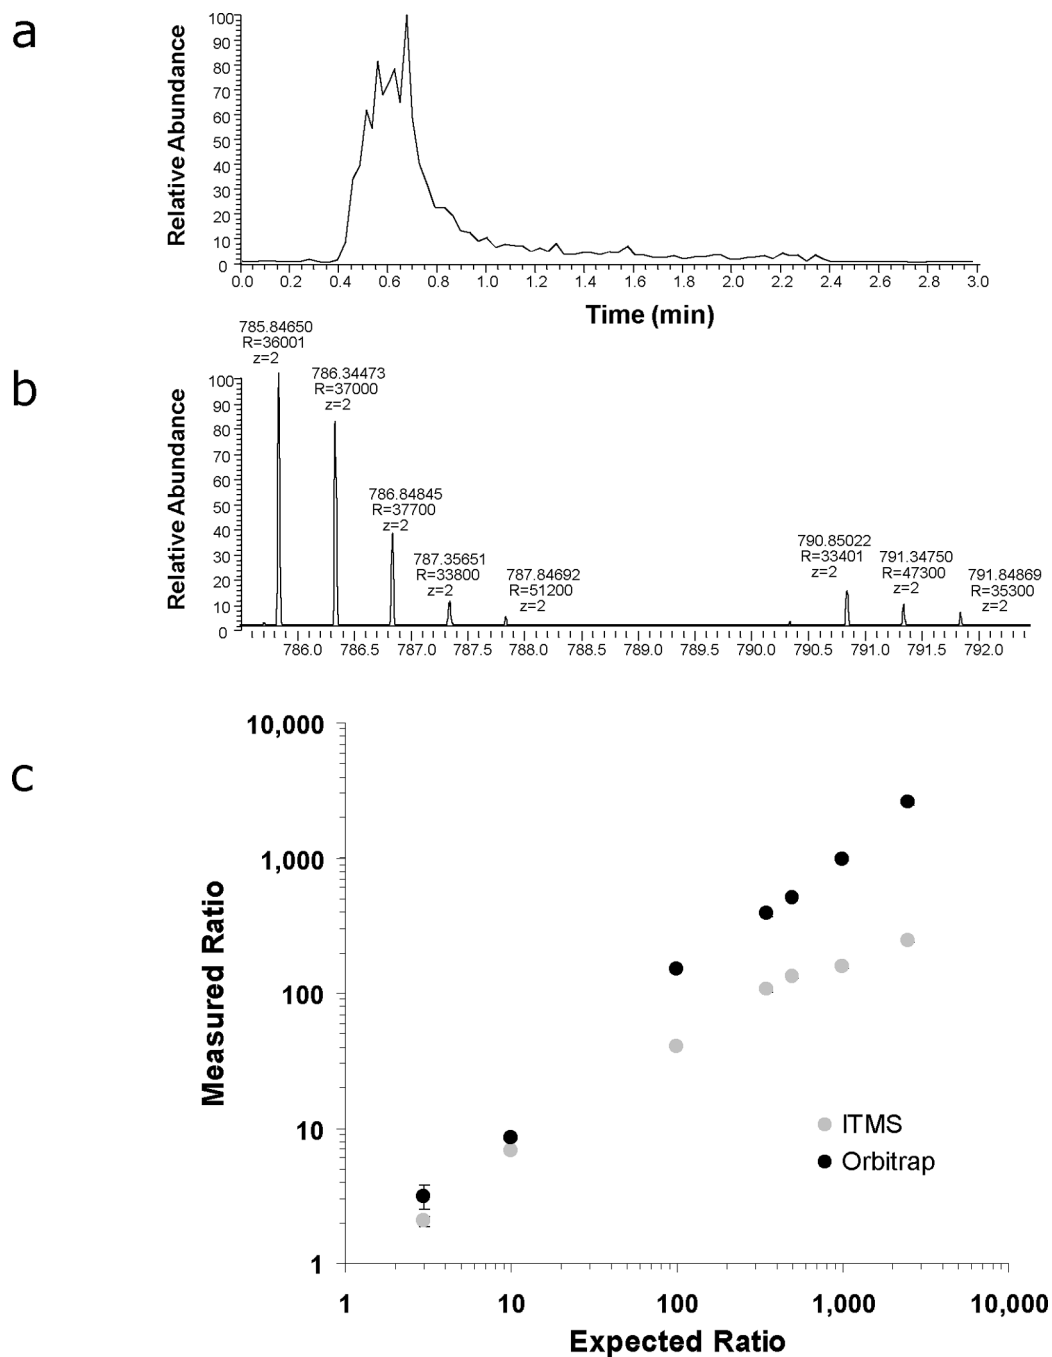 a
Relative Abundance
100
90
80
70
60
50
40
30
20
10
0
0.0 0.2 0.4 0.6 0.8 1.0 1.2 1.4 1.6 1.8 2.0 2.2 2.4 2.6 2.8 3.0
Time (min)
b
Relative Abundance
100
90
80
70
60
50
40
30
20
10
0
785.84650
R=36001
z=2
786.34473
R=37000
z=2
786.84845
R=37700
z=2
787.35651
R=33800
z=2
787.84692
R=51200
z=2
790.85022
R=33401
z=2
791.34750
R=47300
z=2
791.84869
R=35300
z=2
786.0 786.5 787.0 787.5 788.0 788.5 789.0 789.5 790.0 790.5 791.0 791.5 792.0
c
Measured Ratio
10,000
1,000
100
10
1
ITMS
Orbitrap
1 10 100 1,000 10,000
Expected Ratio